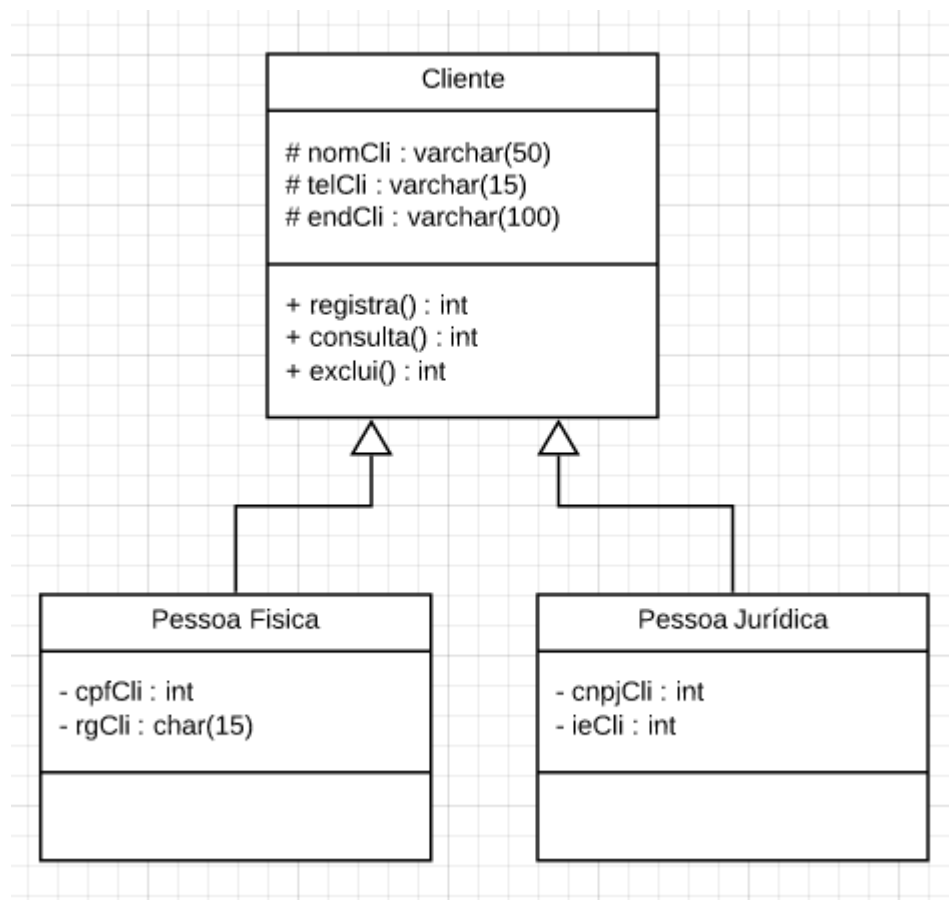 Cliente
# nomCli : varchar(50)
# telCli : varchar(15)
# endCli : varchar(100)
+ registra() : int
+ consulta() : int
+ exclui() : int
Pessoa Fisica
- cpfCli : int
- rgCli : char(15)
Pessoa Jurídica
- cnpjCli : int
- ieCli : int